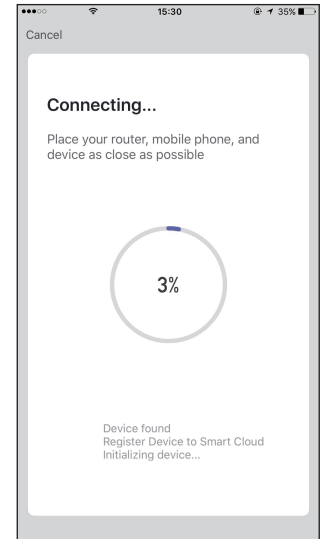 15:30
35%
Cancel
Connecting...
Place your router, mobile phone, and
device as close as possible
3%
Device found
Register Device to Smart Cloud
Initializing device...